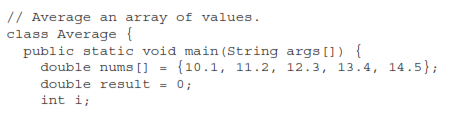 // Average an array of values.
class Average {
  public static void main(String args[]) {
    double nums[] = {10.1, 11.2, 12.3, 13.4, 14.5};
    double result = 0;
    int i;